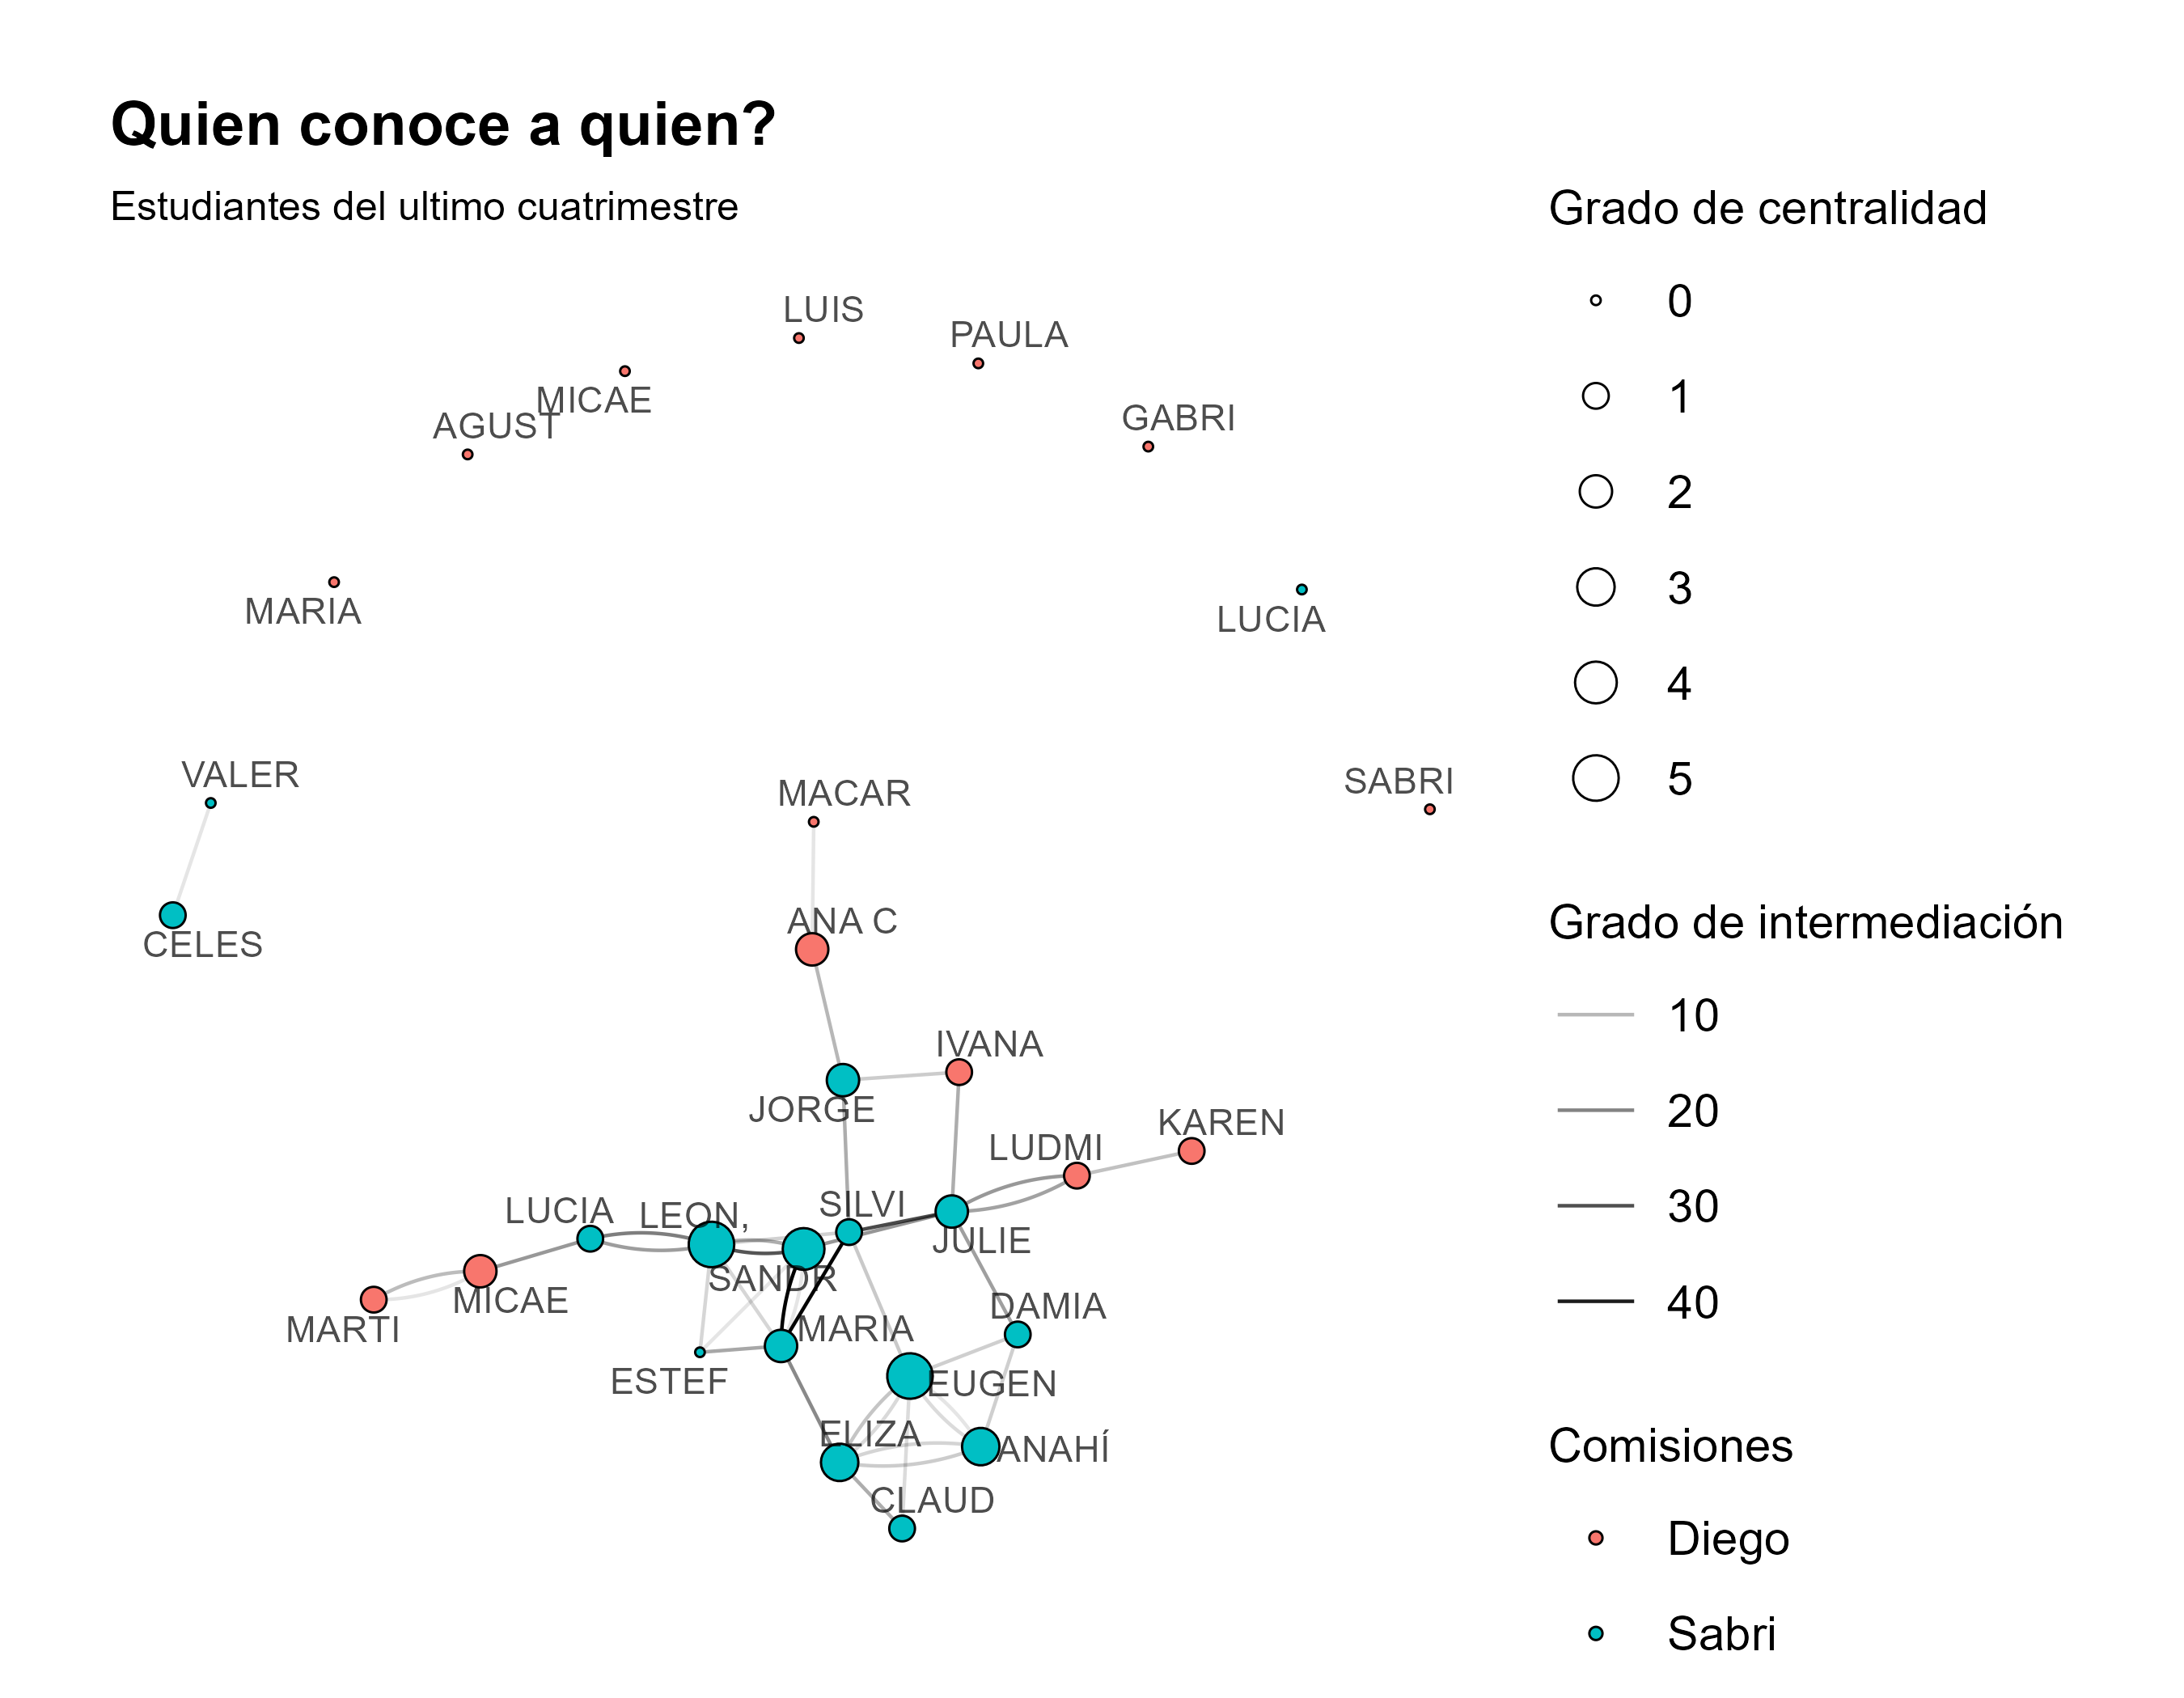 Quien conoce a quien?
Estudiantes del ultimo cuatrimestre
LUIS
PAULA
MICAE
AGUST
GABRI
MARIA
LUCIA
VALER
CELES
MACAR
SABRI
ANA C
IVANA
JORGE
KAREN
LUDMI
LUCIA
LEON,
SILVI
JULIE
SANDR
MICAE
MARTI
DAMIA
MARIA
ESTEF
EUGEN
ELIZA
ANAHÍ
CLAUD
Grado de centralidad
0
1
2
3
4
5
Grado de intermediación
10
20
30
40
Comisiones
Diego
Sabri